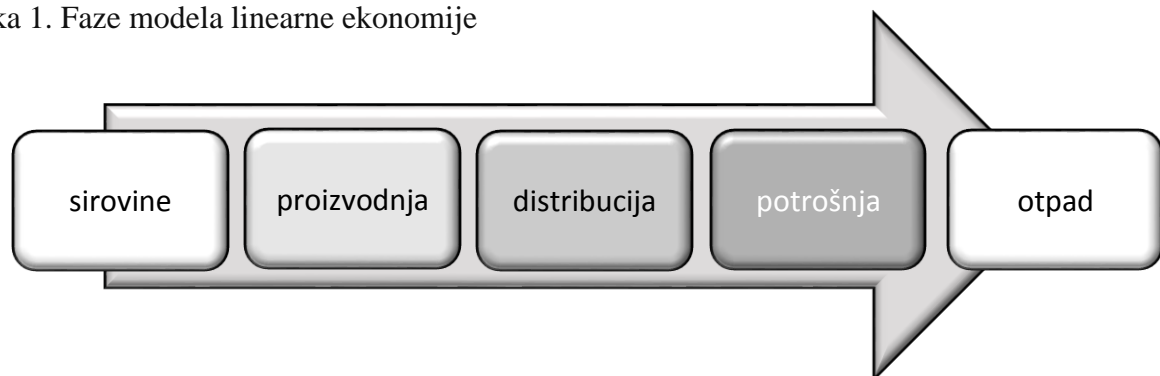 ka 1. Faze modela linearne ekonomije
sirovine
proizvodnja
distribucija
potrošnja
otpad